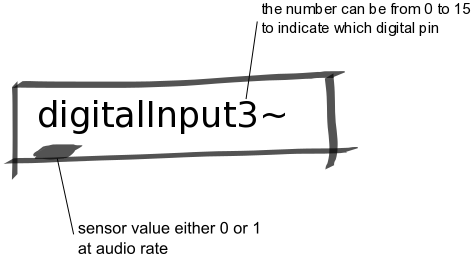 the number can be from 0 to 15
to indicate which digital pin
digitalInput3~
sensor value either 0 or 1
at audio rate